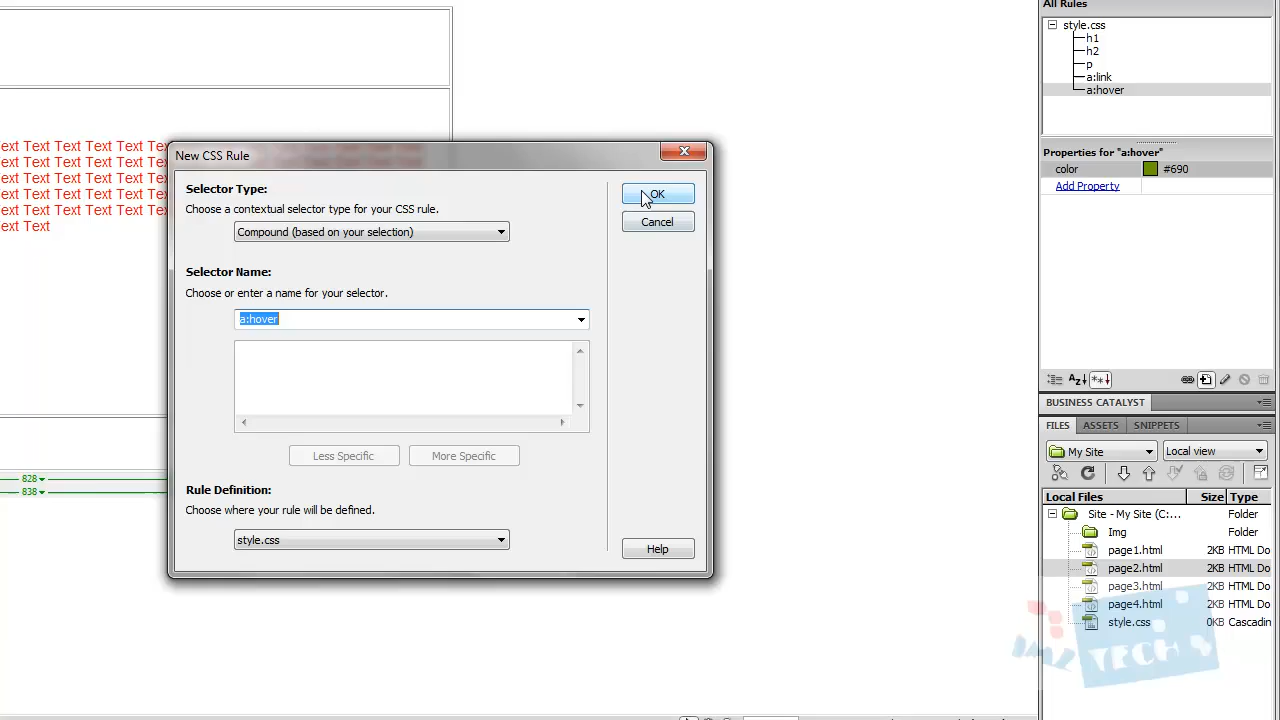 All Rules
style.css
h1
h2
p
a:link
a:hover
ext Text Text Text Text Text
ext Text Text Text Text Text
ext Text Text Text Text Text
ext Text Text Text Text Text
ext Text Text Text Text Text
ext Text
New CSS Rule
Selector Type:
Choose a contextual selector type for your CSS rule.
Compound (based on your selection)
OK
Cancel
Selector Name:
Choose or enter a name for your selector.
a:hover
Less Specific
More Specific
Rule Definition:
Choose where your rule will be defined.
style.css
Help
828
838
Properties for "a:hover"
color #690
Add Property
BUSINESS CATALYST
FILES ASSETS SNIPPETS
My Site Local view
Local Files Size Type
Site - My Site (C:... Folder
Img Folder
page1.html 2KB HTML Do
page2.html 2KB HTML Do
page3.html 2KB HTML Do
page4.html 2KB HTML Do
style.css 0KB Cascadin
TECH'S